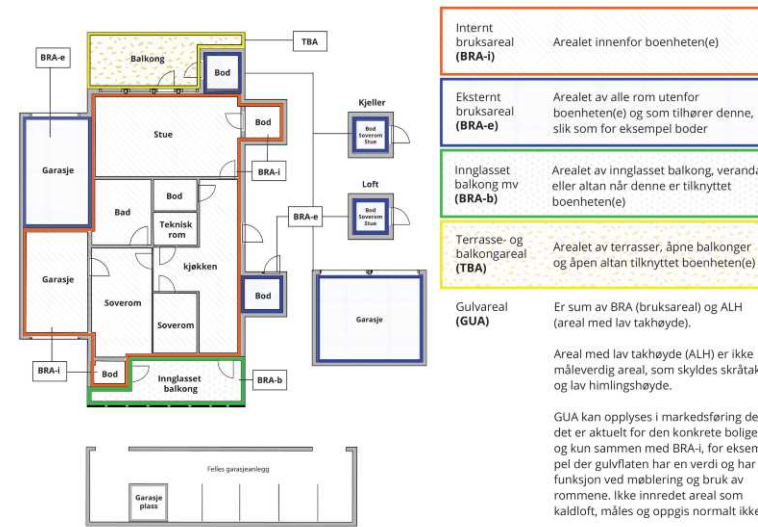 TBA
BRA-e
Balkong
Bod
Kjeller
Bod
Soverom
Stue
Stue
Bod
BRA-i
Garasje
Loft
Bod
Soverom
Stue
Bad
Bod
Teknisk
rom
BRA-e
kjøkken
Garasje
Soverom
Soverom
Bod
Garasje
BRA-i
Bod
Innglasset
balkong
BRA-b
Felles garasjeanlegg
Garasje
plass
Internt
bruksareal
(BRA-i)
Arealet innenfor boenheten(e)
Eksternt
bruksareal
(BRA-e)
Arealet av alle rom utenfor
boenheten(e) og som tilhører denne,
slik som for eksempel boder
Innglasset
balkong mv
(BRA-b)
Arealet av innglasset balkong, veranda
eller altan når denne er tilknyttet
boenheten(e)
Terrasse- og
balkongareal
(TBA)
Arealet av terrasser, åpne balkonger
og åpen altan tilknyttet boenheten(e)
Gulvareal
(GUA)
Er sum av BRA (bruksareal) og ALH
(areal med lav takhøyde).
Areal med lav takhøyde (ALH) er ikke
måleverdig areal, som skyldes skråtak
og lav himlingshøyde.
GUA kan opplyses i markedsføring de
det er aktuelt for den konkrete bolige
og kun sammen med BRA-i, for eksem
pel der gulvflaten har en verdi og har
funksjon ved møblering og bruk av
rommene. Ikke innredet areal som
kaldloft, måles og oppgis normalt ikke